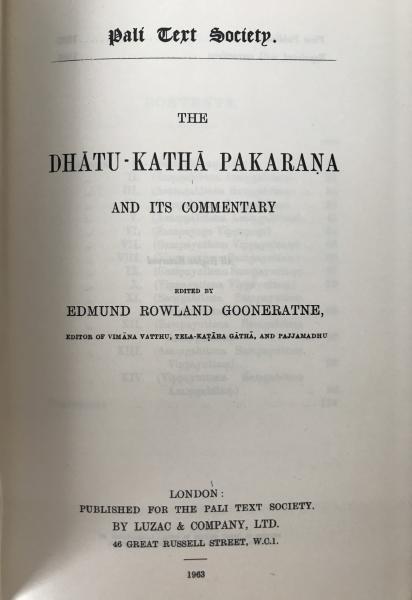 Pali Text Society.
THE
DHĀTU-KATHĀ PAKARAṆA
AND ITS COMMENTARY
EDITED BY
EDMUND ROWLAND GOONERATNE,
EDITOR OF VIMĀNA VATTHU, TELA-KAṬĀHA GĀTHĀ, AND PAJJAMADHU
LONDON:
PUBLISHED FOR THE PALI TEXT SOCIETY.
BY LUZAC & COMPANY, LTD.
46 GREAT RUSSELL STREET, W.C.1.
1963